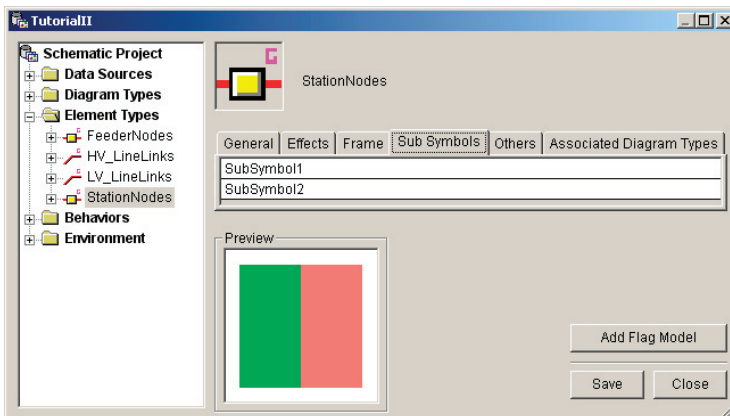 TutorialII
Schematic Project
Data Sources
Diagram Types
Element Types
FeederNodes
HV_LineLinks
LV_LineLinks
StationNodes
Behaviors
Environment
G
StationNodes
General Effects Frame Sub Symbols Others Associated Diagram Types
SubSymbol1
SubSymbol2
Preview
Add Flag Model
Save Close